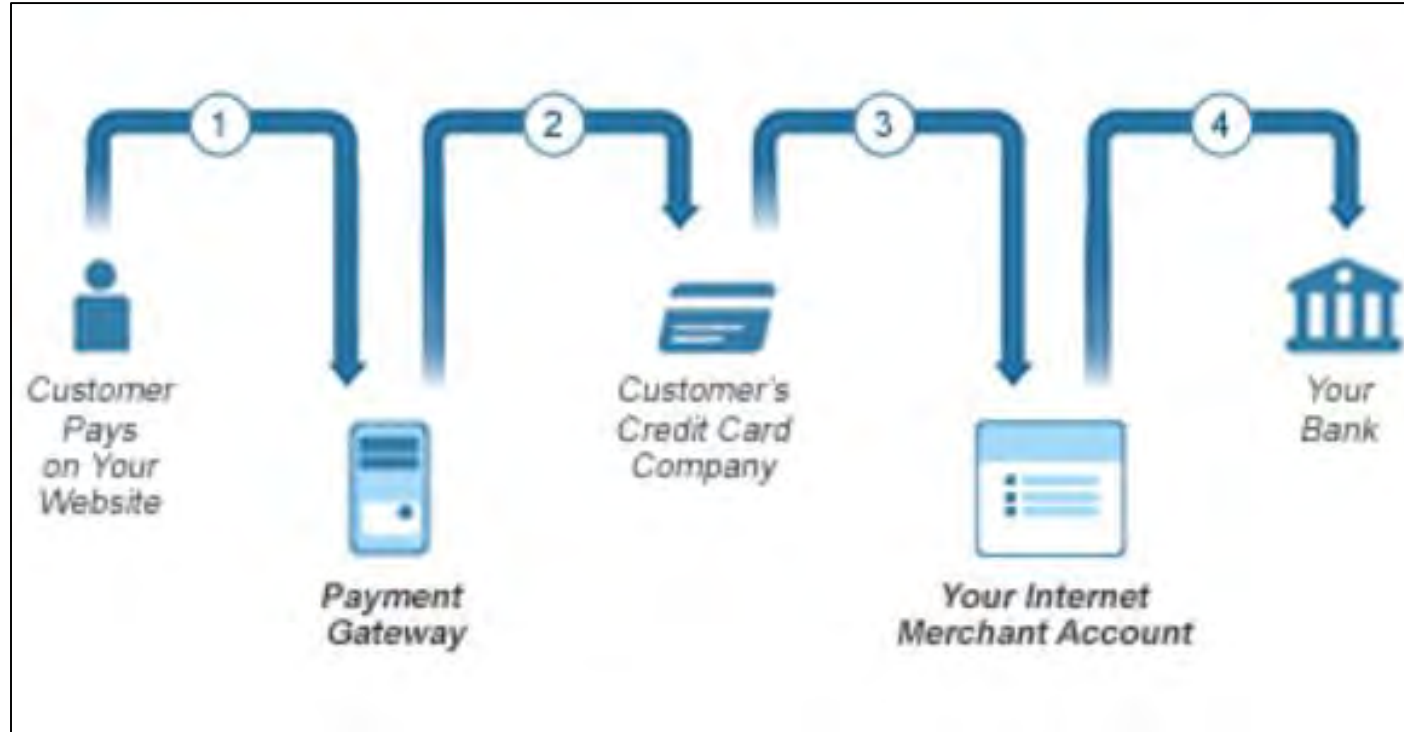 1
2
3
4
Customer
Pays
on Your
Website
Payment
Gateway
Customer's
Credit Card
Company
Your Internet
Merchant Account
Your
Bank